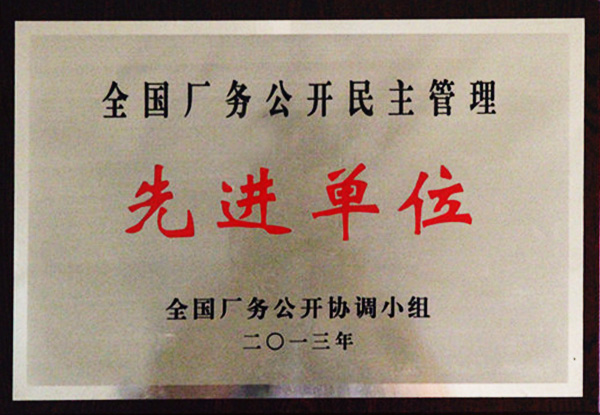 全国厂务公开民主管理
先进单位
全国厂务公开协调小组
二〇一三年